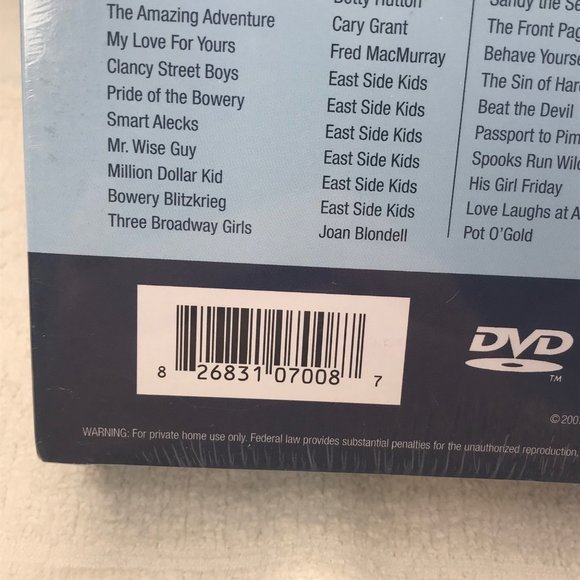 Betty Hutton
The Amazing Adventure Cary Grant The Front Pag
My Love For Yours Fred MacMurray Behave Yourse
Clancy Street Boys East Side Kids The Sin of Har
Pride of the Bowery East Side Kids Beat the Devil
Smart Alecks East Side Kids Passport to Pim
Mr. Wise Guy East Side Kids Spooks Run Wild
Million Dollar Kid East Side Kids His Girl Friday
Bowery Blitzkrieg East Side Kids Love Laughs at A
Three Broadway Girls Joan Blondell Pot O'Gold
8 26831 07008 7
DVD
TM
©2007
WARNING: For private home use only. Federal law provides substantial penalties for the unauthorized reproduction,